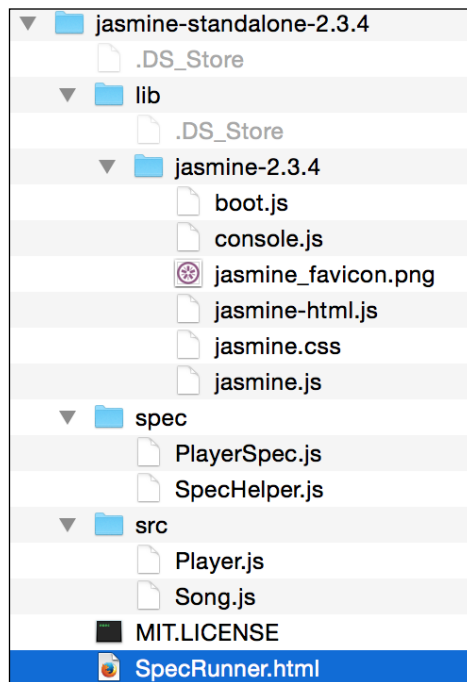 jasmine-standalone-2.3.4
.DS_Store
lib
.DS_Store
jasmine-2.3.4
boot.js
console.js
jasmine_favicon.png
jasmine-html.js
jasmine.css
jasmine.js
spec
PlayerSpec.js
SpecHelper.js
src
Player.js
Song.js
MIT.LICENSE
SpecRunner.html